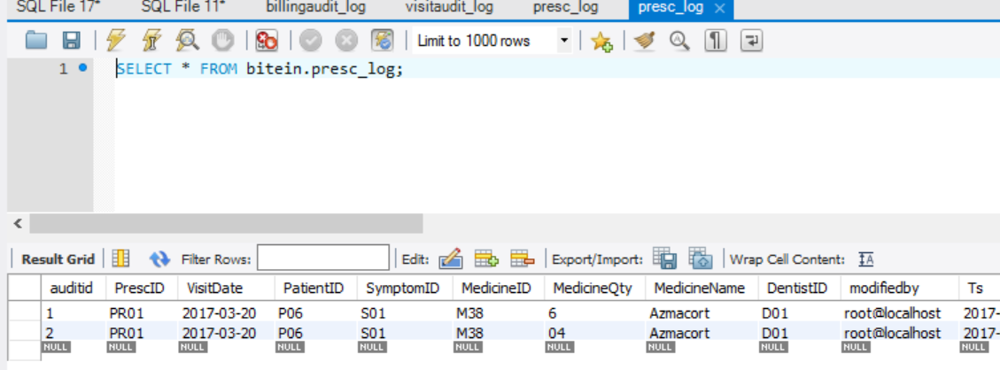 SQL File 17* SQL File 11* billingaudit_log visitaudit_log presc_log presc_log ×
Limit to 1000 rows
1 SELECT * FROM bitein.presc_log;
Result Grid Filter Rows: Edit: Export/Import: Wrap Cell Content: IA
auditid PrescID VisitDate PatientID SymptomID MedicineID MedicineQty MedicineName DentistID modifiedby Ts
1 PR01 2017-03-20 P06 S01 M38 6 Azmacort D01 root@localhost 2017-
2 PR01 2017-03-20 P06 S01 M38 04 Azmacort D01 root@localhost 2017-
NULL NULL NULL NULL NULL NULL NULL NULL NULL NULL NULL